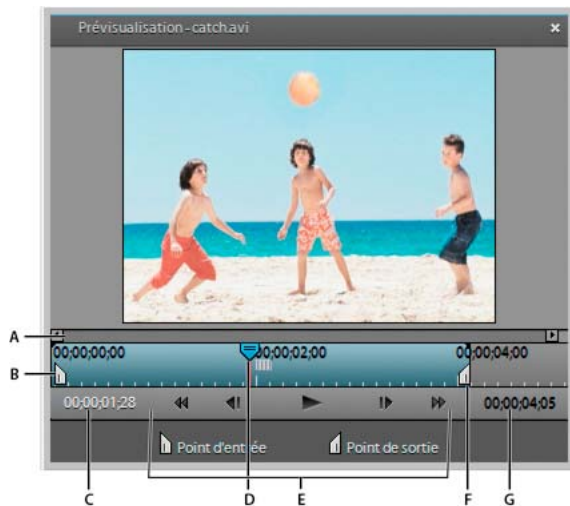 Prévisualisation - catch.avi
A
00;00;00;00 00;00;02;00 00;00;04;00
B
00;00;01;28 00;00;04;05
Point d'entrée Point de sortie
C D E F G